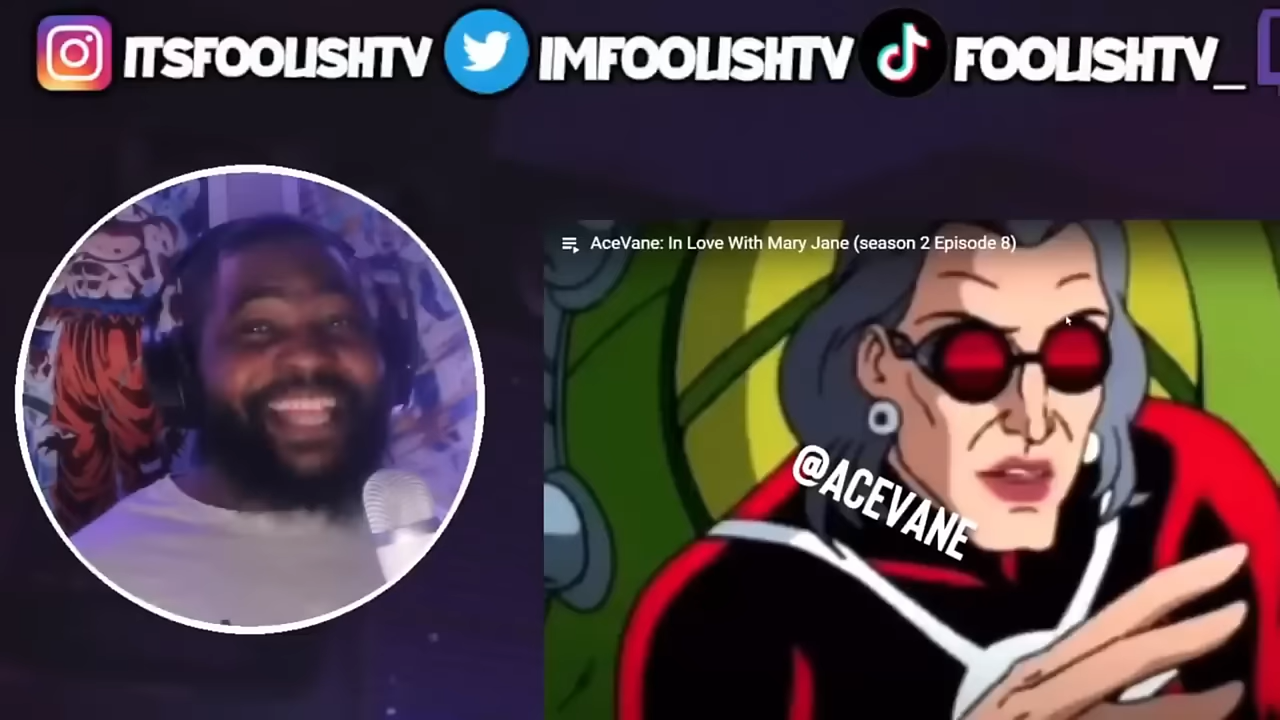 ITSFOOLISHTV IMFOOLISHTV FOOLISHTV_
AceVane: In Love With Mary Jane (season 2 Episode 8)
@ACEVANE